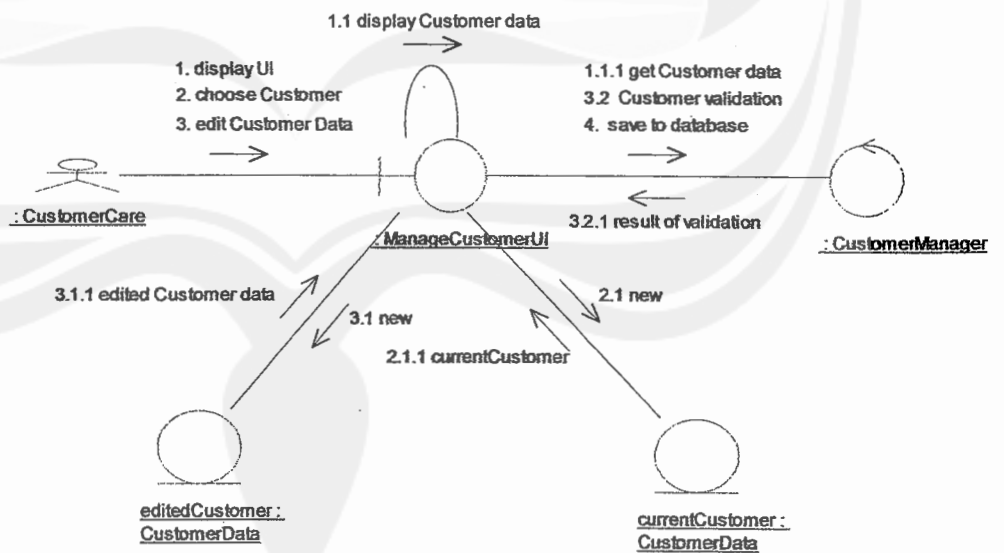 1.1 display Customer data
1. display UI
2. choose Customer
3. edit Customer Data
1.1.1 get Customer data
3.2 Customer validation
4. save to database
: CustomerCare
: ManageCustomerUI
3.2.1 result of validation
: CustomerManager
3.1.1 edited Customer data
3.1 new
2.1 new
2.1.1 currentCustomer
editedCustomer :
CustomerData
currentCustomer :
CustomerData